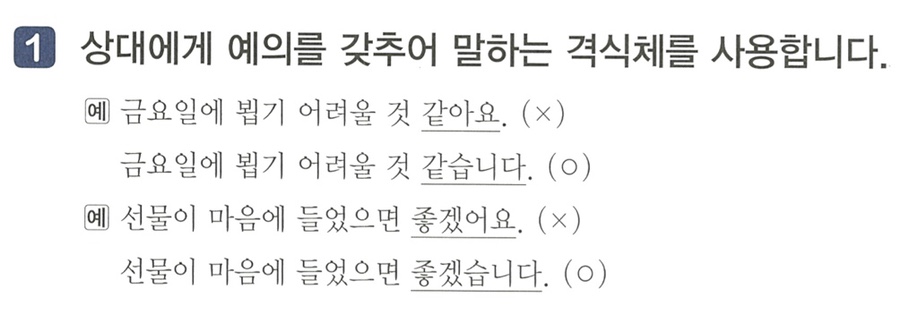 1 상대에게 예의를 갖추어 말하는 격식체를 사용합니다.
예 금요일에 뵙기 어려울 것 같아요. (×)
금요일에 뵙기 어려울 것 같습니다. (○)
예 선물이 마음에 들었으면 좋겠어요. (×)
선물이 마음에 들었으면 좋겠습니다. (○)